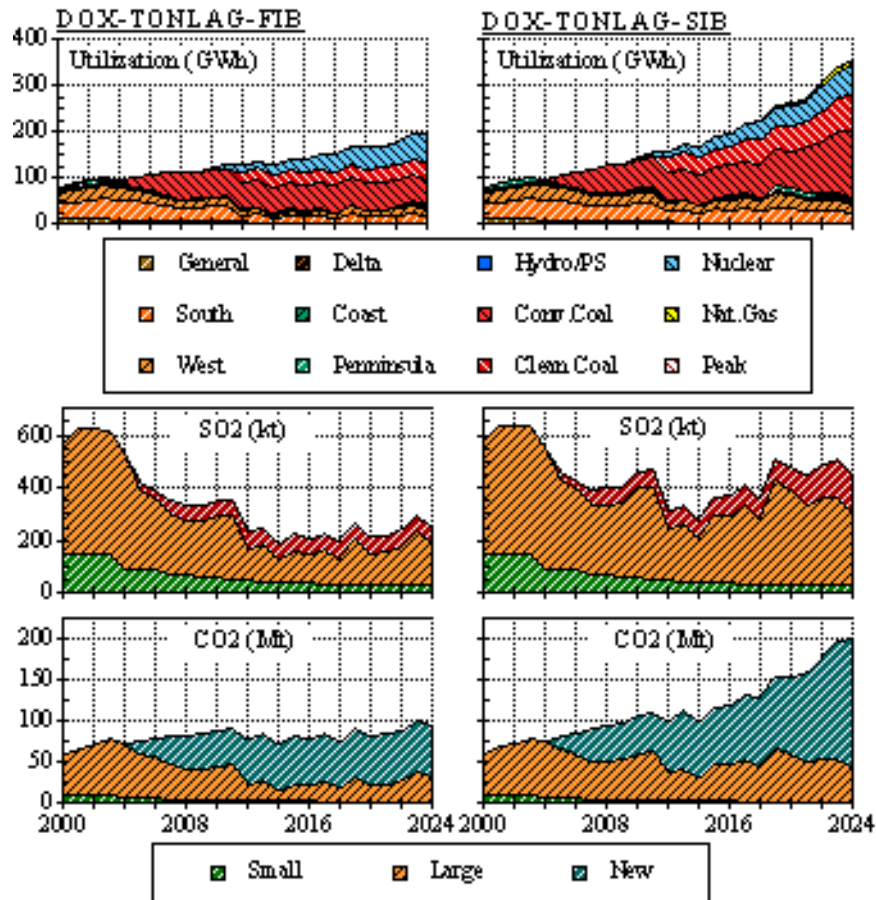 DOX-TONLAG-FIB DOX-TONLAG-SIB
400
Utilization (GWh) Utilization (GWh)
300
200
100
0
General Delta Hydro/PS Nuclear
South Coast Conv.Coal Nat.Gas
West Penninsula Clean Coal Peak
SO2 (kt) SO2 (kt)
600
400
200
0
CO2 (Mt) CO2 (Mt)
200
150
100
50
0
2000 2008 2016 2024 2000 2008 2016 2024
Small Large New